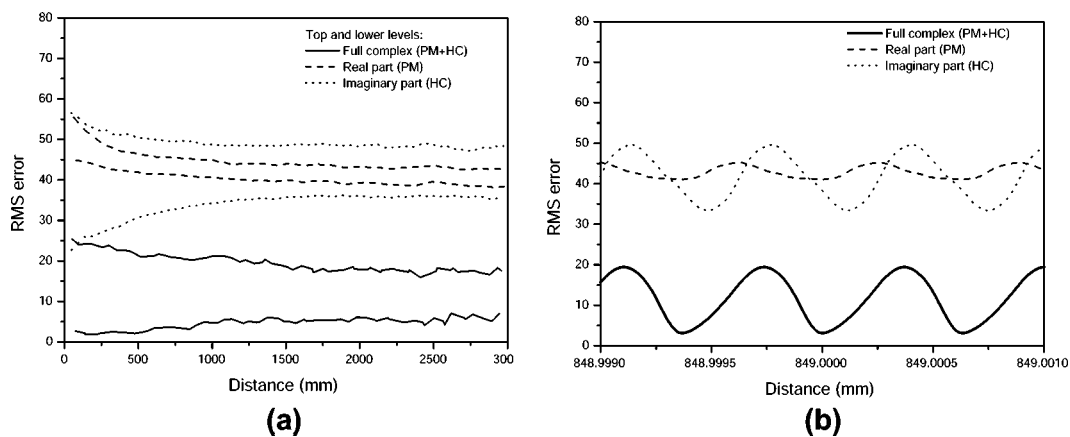 80
70
60
50
40
30
20
10
0
RMS error
Top and lower levels:
Full complex (PM+HC)
Real part (PM)
Imaginary part (HC)
0 500 1000 1500 2000 2500 300
Distance (mm)
(a)
80
70
60
50
40
30
20
10
0
RMS error
Full complex (PM+HC)
Real part (PM)
Imaginary part (HC)
848.9990 848.9995 849.0000 849.0005 849.0010
Distance (mm)
(b)